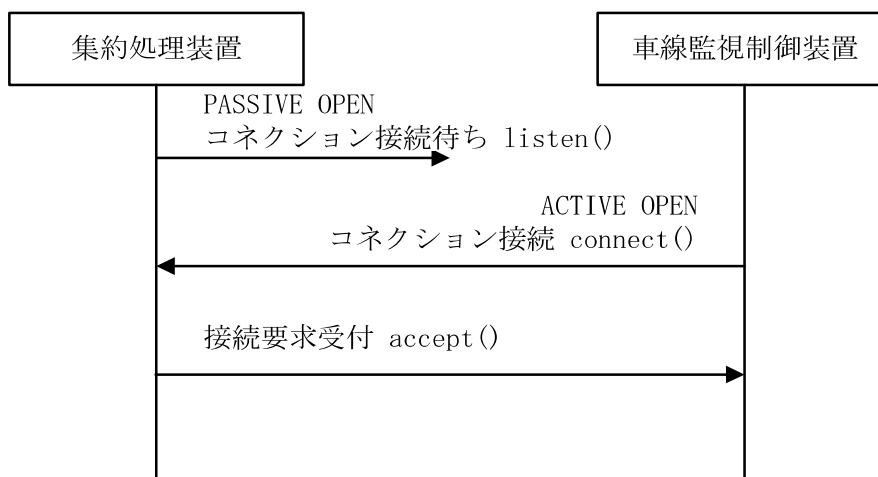 集約処理装置
車線監視制御装置
PASSIVE OPEN
コネクション接続待ち listen()
ACTIVE OPEN
コネクション接続 connect()
接続要求受付 accept()